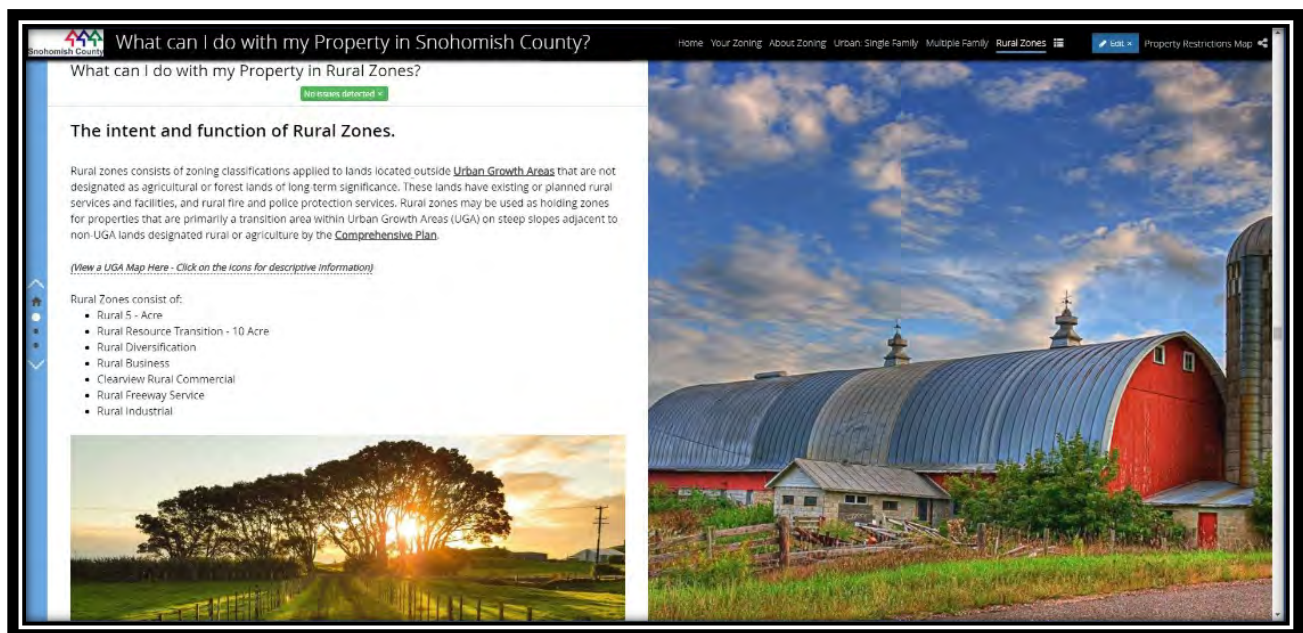 Snohomish County
What can I do with my Property in Snohomish County?
Home Your Zoning About Zoning Urban: Single Family Multiple Family Rural Zones
Edit ×
Property Restrictions Map
What can I do with my Property in Rural Zones?
No issues detected ×
The intent and function of Rural Zones.
Rural zones consists of zoning classifications applied to lands located outside Urban Growth Areas that are not
designated as agricultural or forest lands of long-term significance. These lands have existing or planned rural
services and facilities, and rural fire and police protection services. Rural zones may be used as holding zones
for properties that are primarily a transition area within Urban Growth Areas (UGA) on steep slopes adjacent to
non-UGA lands designated rural or agriculture by the Comprehensive Plan.
(View a UGA Map Here - Click on the icons for descriptive information)
Rural Zones consist of:
• Rural 5 - Acre
• Rural Resource Transition - 10 Acre
• Rural Diversification
• Rural Business
• Clearview Rural Commercial
• Rural Freeway Service
• Rural Industrial